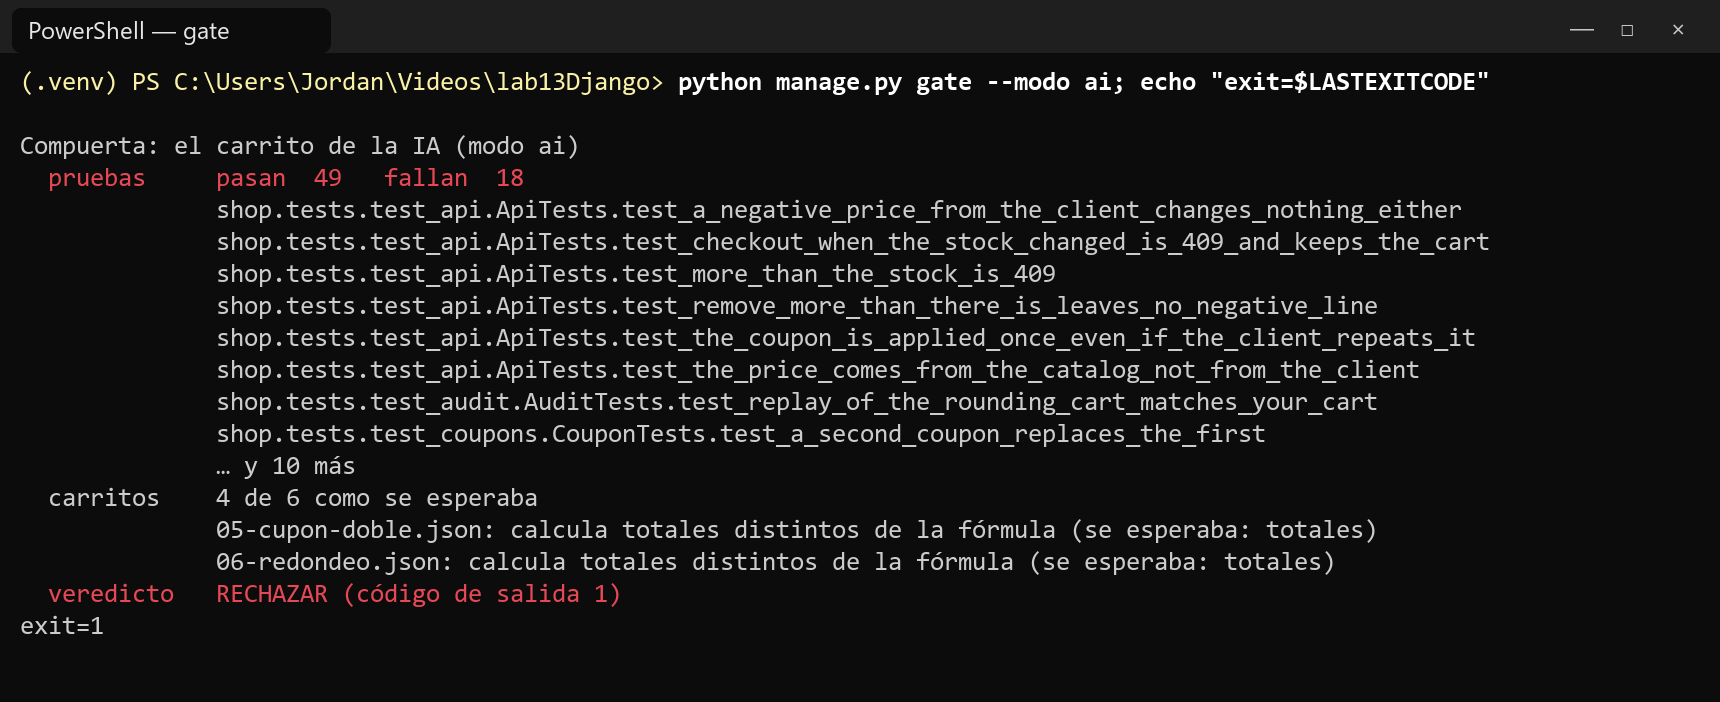 PowerShell — gate
(.venv) PS C:\Users\Jordan\Videos\lab13Django> python manage.py gate --modo ai; echo "exit=$LASTEXITCODE"
Compuerta: el carrito de la IA (modo ai)
pruebas pasan 49 fallan 18
shop.tests.test_api.ApiTests.test_a_negative_price_from_the_client_changes_nothing_either
shop.tests.test_api.ApiTests.test_checkout_when_the_stock_changed_is_409_and_keeps_the_cart
shop.tests.test_api.ApiTests.test_more_than_the_stock_is_409
shop.tests.test_api.ApiTests.test_remove_more_than_there_is_leaves_no_negative_line
shop.tests.test_api.ApiTests.test_the_coupon_is_applied_once_even_if_the_client_repeats_it
shop.tests.test_api.ApiTests.test_the_price_comes_from_the_catalog_not_from_the_client
shop.tests.test_audit.AuditTests.test_replay_of_the_rounding_cart_matches_your_cart
shop.tests.test_coupons.CouponTests.test_a_second_coupon_replaces_the_first
… y 10 más
carritos 4 de 6 como se esperaba
05-cupon-doble.json: calcula totales distintos de la fórmula (se esperaba: totales)
06-redondeo.json: calcula totales distintos de la fórmula (se esperaba: totales)
veredicto RECHAZAR (código de salida 1)
exit=1